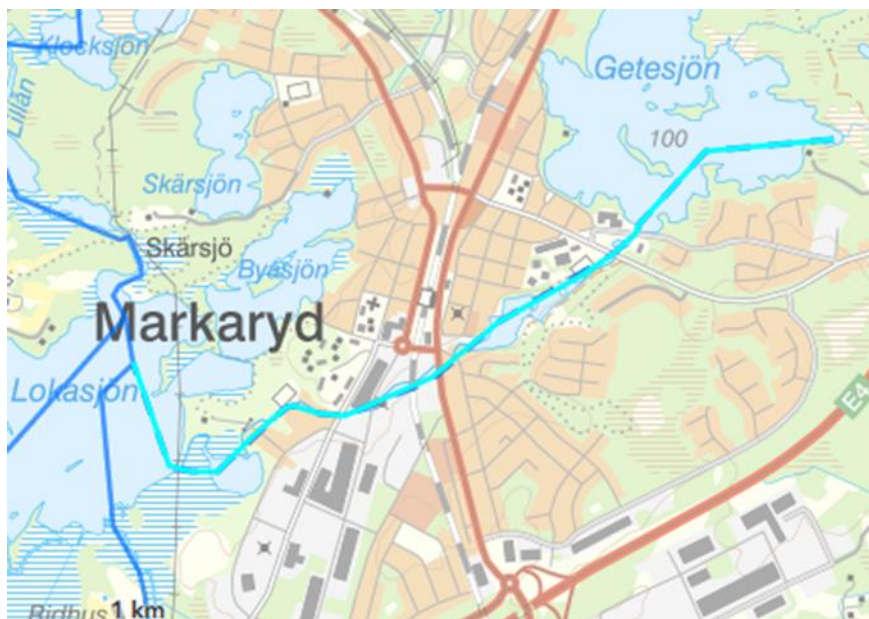 Klocksjön
Getesjön
Lillån
100
Skärsjön
Skärsjö
Byasjön
Markaryd
Lokasjön
E4
Ridhus
1 km